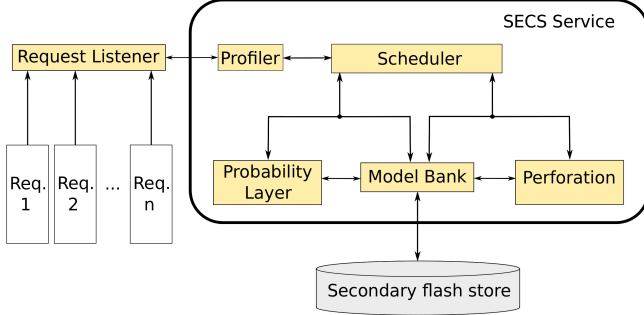 SECS Service
Request Listener
Profiler
Scheduler
Req.
1
Req.
2
...
Req.
n
Probability
Layer
Model Bank
Perforation
Secondary flash store